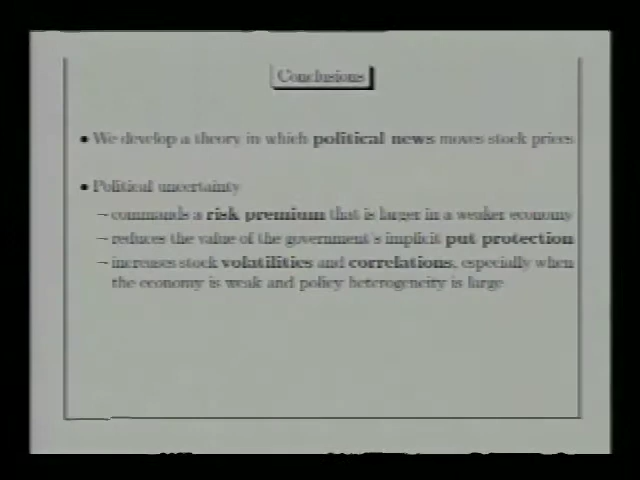 Conclusions
• We develop a theory in which political news moves stock prices
• Political uncertainty
– commands a risk premium that is larger in a weaker economy
– reduces the value of the government's implicit put protection
– increases stock volatilities and correlations, especially when
the economy is weak and policy heterogeneity is large